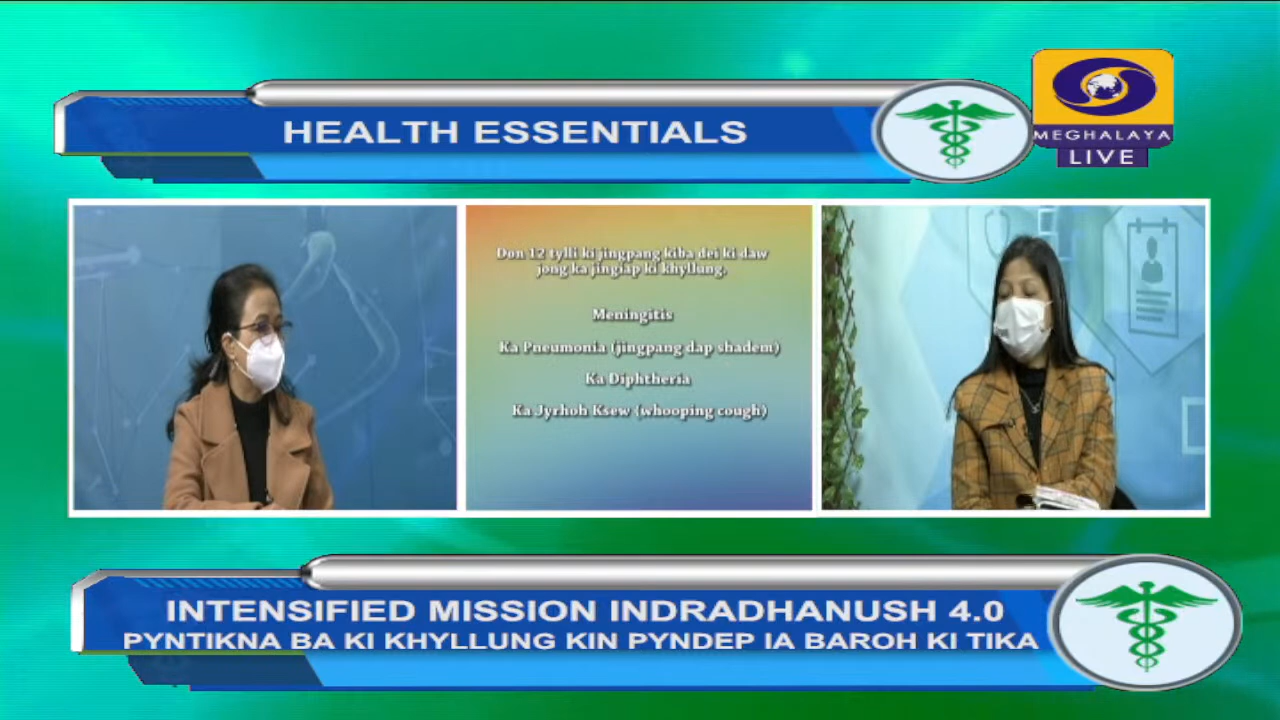 HEALTH ESSENTIALS
MEGHALAYA
LIVE
Don 12 tylli ki jingpang kiba dei ki daw
jong ka jingiap ki khyllung.
Meningitis
Ka Pneumonia (jingpang dap shadem)
Ka Diphtheria
Ka Jyrhoh Ksew (whooping cough)
INTENSIFIED MISSION INDRADHANUSH 4.0
PYNTIKNA BA KI KHYLLUNG KIN PYNDEP IA BAROH KI TIKA